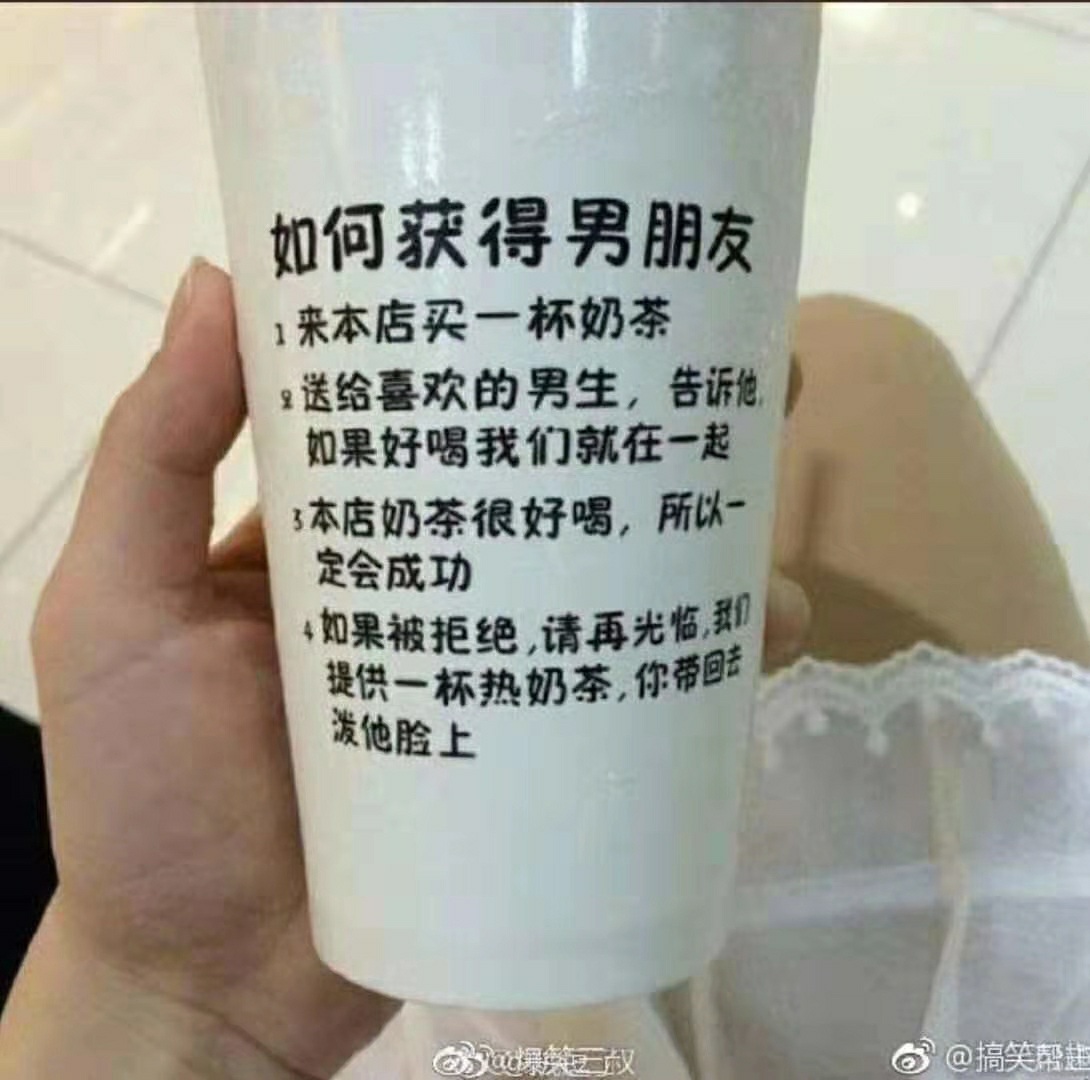 如何获得男朋友
1 来本店买一杯奶茶
2 送给喜欢的男生，告诉他，
如果好喝我们就在一起
3 本店奶茶很好喝，所以一
定会成功
4 如果被拒绝,请再光临,我们
提供一杯热奶茶,你带回去
泼他脸上
@搞笑帮趣